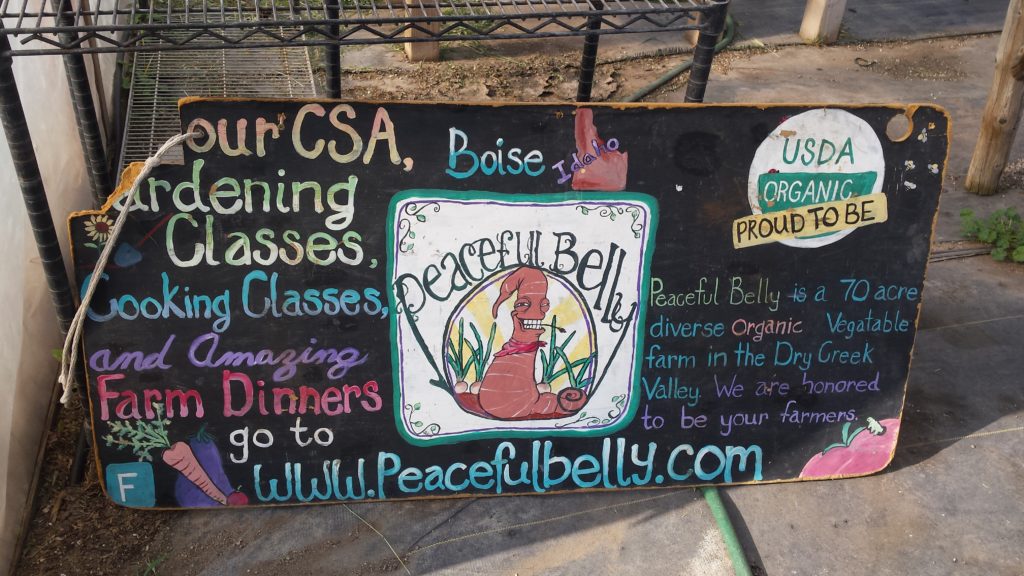 our CSA,
ardening
Classes,
Cooking Classes,
and Amazing
Farm Dinners
go to
www.Peacefulbelly.com
F
Boise
Idaho
Peaceful Belly
USDA
ORGANIC
PROUD TO BE
Peaceful Belly is a 70 acre
diverse Organic Vegatable
farm in the Dry Creek
Valley. We are honored
to be your farmers.